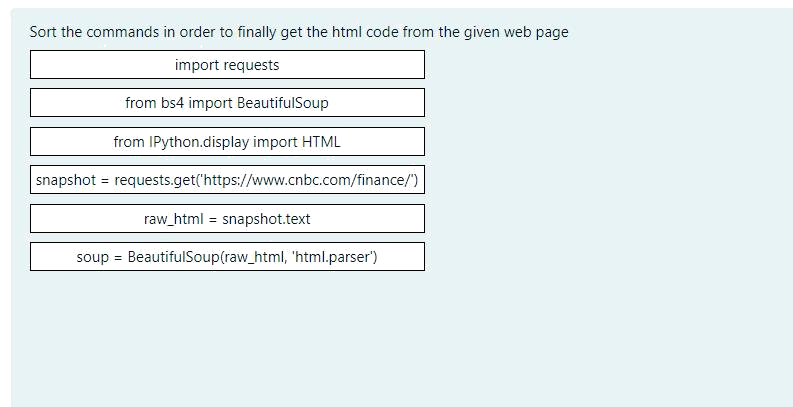 Sort the commands in order to finally get the html code from the given web page
import requests
from bs4 import BeautifulSoup
from IPython.display import HTML
snapshot = requests.get('https://www.cnbc.com/finance/')
raw_html = snapshot.text
soup = BeautifulSoup(raw_html, 'html.parser')